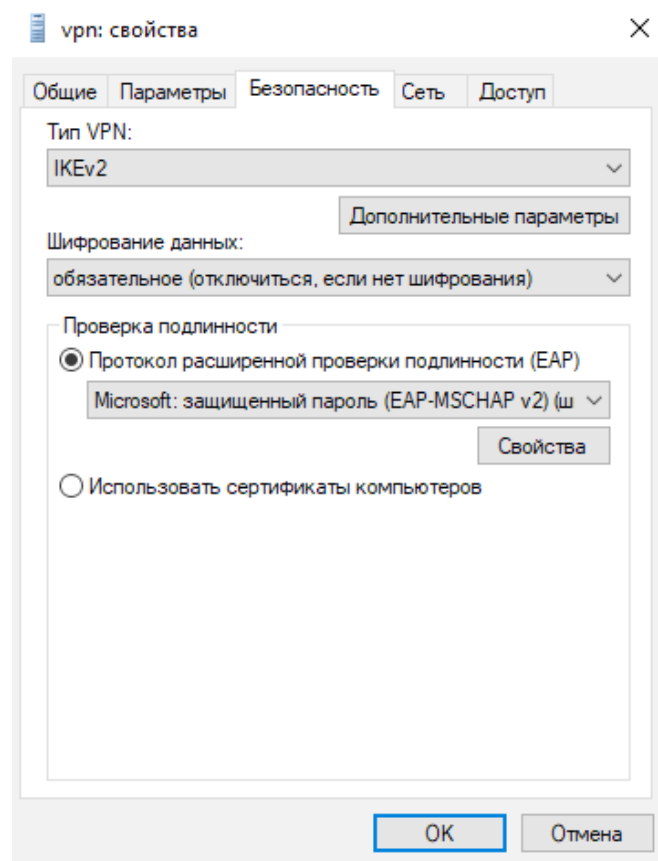 vpn: свойства
Общие Параметры Безопасность Сеть Доступ
Тип VPN:
IKEv2
Дополнительные параметры
Шифрование данных:
обязательное (отключиться, если нет шифрования)
Проверка подлинности
Протокол расширенной проверки подлинности (EAP)
Microsoft: защищенный пароль (EAP-MSCHAP v2) (ш
Свойства
Использовать сертификаты компьютеров
OK Отмена